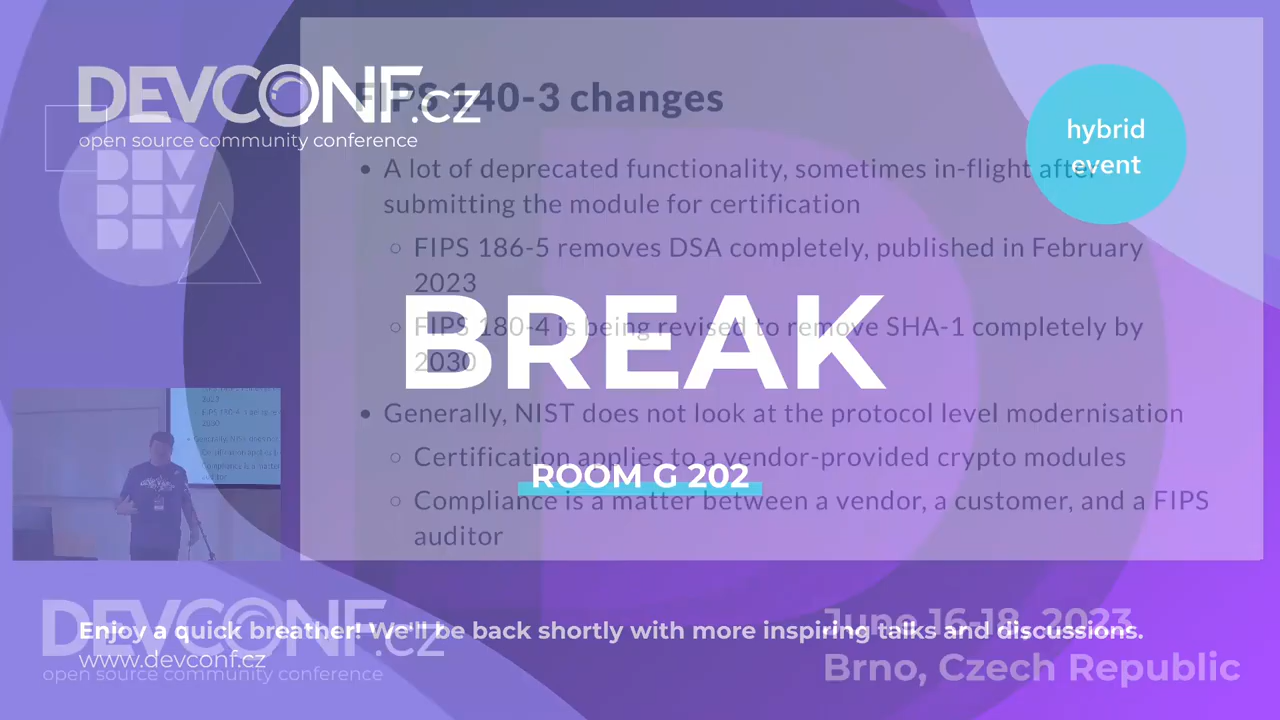 DEVCONF.cz
open source community conference
DEV
DEV
DEV
hybrid
event
FIPS 140-3 changes
• A lot of deprecated functionality, sometimes in-flight after
submitting the module for certification
○ FIPS 186-5 removes DSA completely, published in February
2023
○ FIPS 180-4 is being revised to remove SHA-1 completely by
2030
BREAK
• Generally, NIST does not look at the protocol level modernisation
○ Certification applies to a vendor-provided crypto modules
ROOM G 202
○ Compliance is a matter between a vendor, a customer, and a FIPS
auditor
DEVCONF.cz
open source community conference
Enjoy a quick breather! We'll be back shortly with more inspiring talks and discussions.
www.devconf.cz
June 16-18, 2023
Brno, Czech Republic